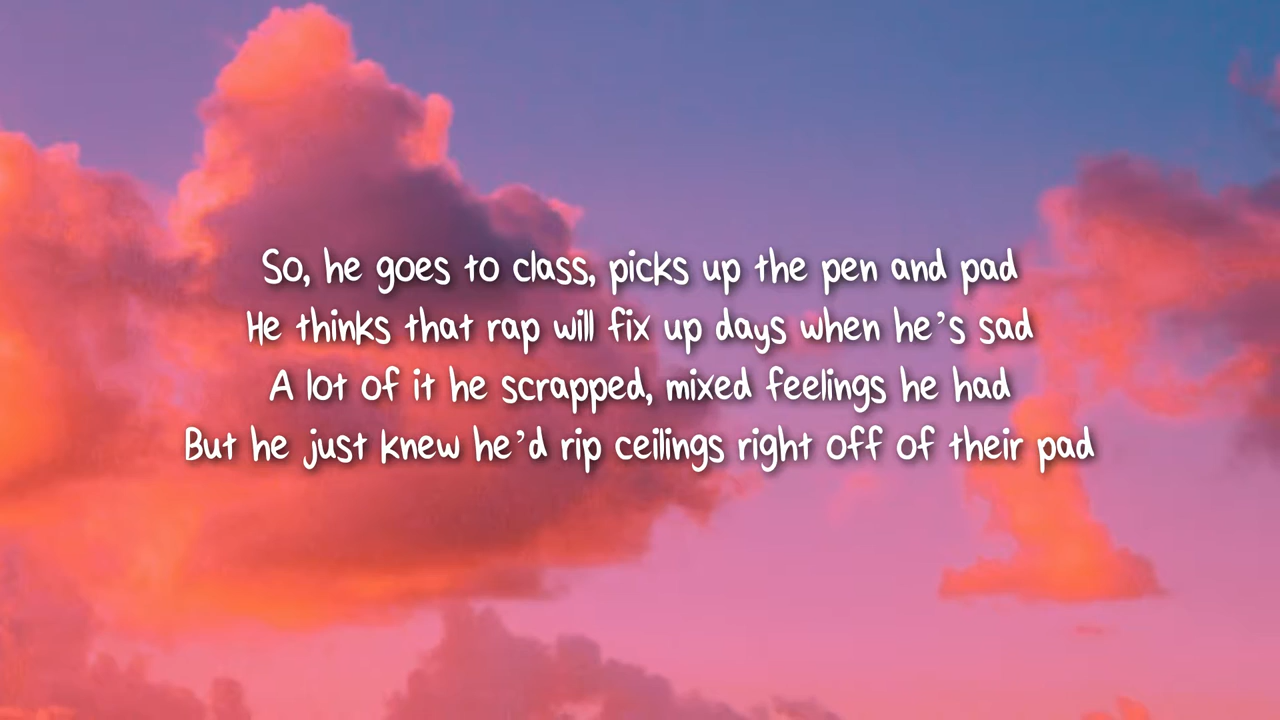 So, he goes to class, picks up the pen and pad
He thinks that rap will fix up days when he’s sad
A lot of it he scrapped, mixed feelings he had
But he just knew he’d rip ceilings right off of their pad